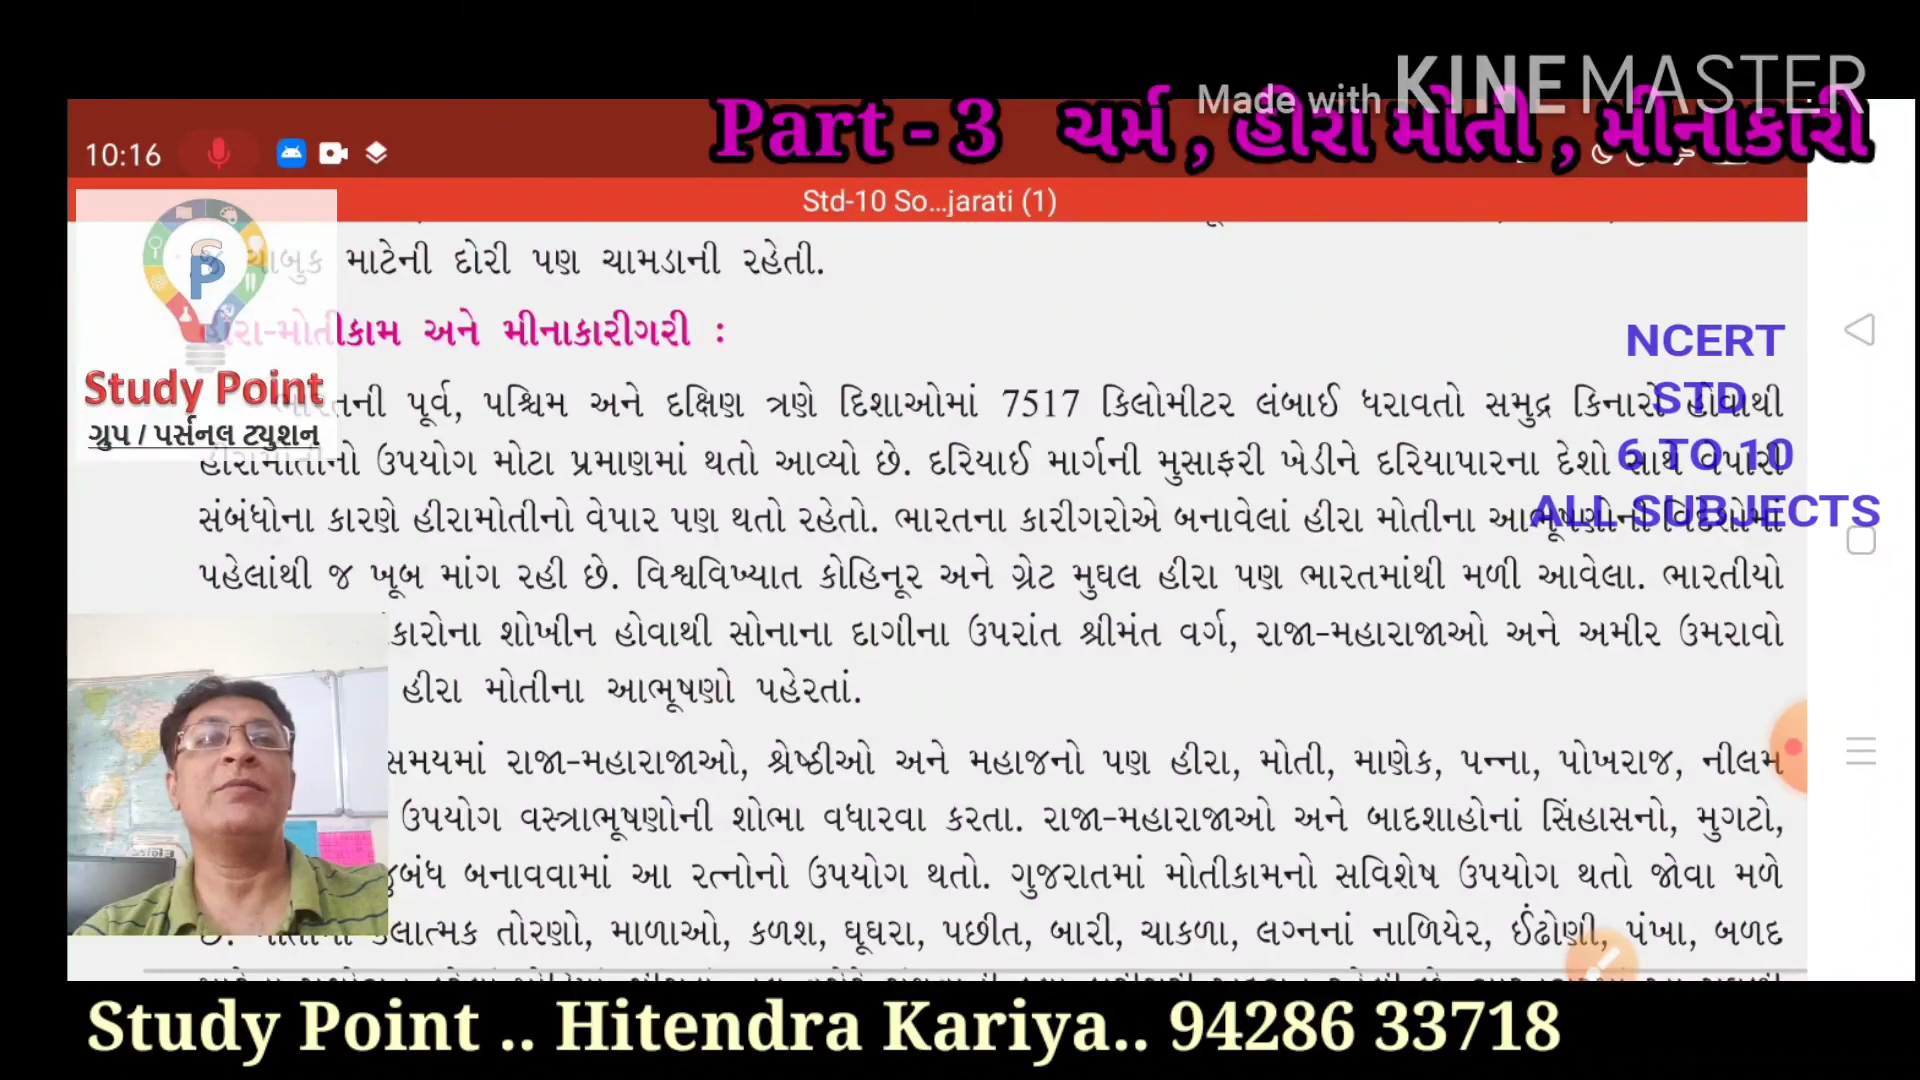 Made with KINEMASTER
Part - 3 ચર્મ , હીરા મોતી , મીનાકારી
10:16
Std-10 So...jarati (1)
ચાબુક માટેની દોરી પણ ચામડાની રહેતી.
હીરા-મોતીકામ અને મીનાકારીગરી :
NCERT
STD
6 TO 10
ALL SUBJECTS
Study Point
ગ્રુપ / પર્સનલ ટ્યુશન
ભારતની પૂર્વ, પશ્ચિમ અને દક્ષિણ ત્રણે દિશાઓમાં 7517 કિલોમીટર લંબાઈ ધરાવતો સમુદ્ર કિનારો હોવાથી
હીરામોતીનો ઉપયોગ મોટા પ્રમાણમાં થતો આવ્યો છે. દરિયાઈ માર્ગની મુસાફરી ખેડીને દરિયાપારના દેશો સાથે વેપારી
સંબંધોના કારણે હીરામોતીનો વેપાર પણ થતો રહેતો. ભારતના કારીગરોએ બનાવેલાં હીરા મોતીના આભૂષણોની વિદેશોમાં
પહેલાંથી જ ખૂબ માંગ રહી છે. વિશ્વવિખ્યાત કોહિનૂર અને ગ્રેટ મુઘલ હીરા પણ ભારતમાંથી મળી આવેલા. ભારતીયો
કારોના શોખીન હોવાથી સોનાના દાગીના ઉપરાંત શ્રીમંત વર્ગ, રાજા-મહારાજાઓ અને અમીર ઉમરાવો
હીરા મોતીના આભૂષણો પહેરતાં.
સમયમાં રાજા-મહારાજાઓ, શ્રેષ્ઠીઓ અને મહાજનો પણ હીરા, મોતી, માણેક, પન્ના, પોખરાજ, નીલમ
ઉપયોગ વસ્ત્રાભૂષણોની શોભા વધારવા કરતા. રાજા-મહારાજાઓ અને બાદશાહોનાં સિંહાસનો, મુગટો,
જુબંધ બનાવવામાં આ રત્નોનો ઉપયોગ થતો. ગુજરાતમાં મોતીકામનો સવિશેષ ઉપયોગ થતો જોવા મળે
છે. મોતીના કલાત્મક તોરણો, માળાઓ, કળશ, ઘૂઘરા, પછીત, બારી, ચાકળા, લગ્નનાં નાળિયેર, ઈંઢોણી, પંખા, બળદ
Study Point .. Hitendra Kariya.. 94286 33718